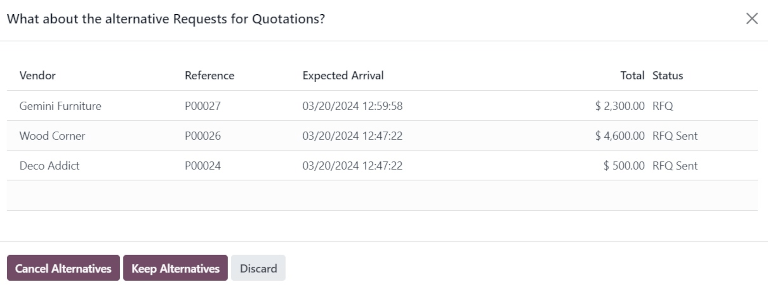 What about the alternative Requests for Quotations?
Vendor Reference Expected Arrival Total Status
Gemini Furniture P00027 03/20/2024 12:59:58 $ 2,300.00 RFQ
Wood Corner P00026 03/20/2024 12:47:22 $ 4,600.00 RFQ Sent
Deco Addict P00024 03/20/2024 12:47:22 $ 500.00 RFQ Sent
Cancel Alternatives Keep Alternatives Discard